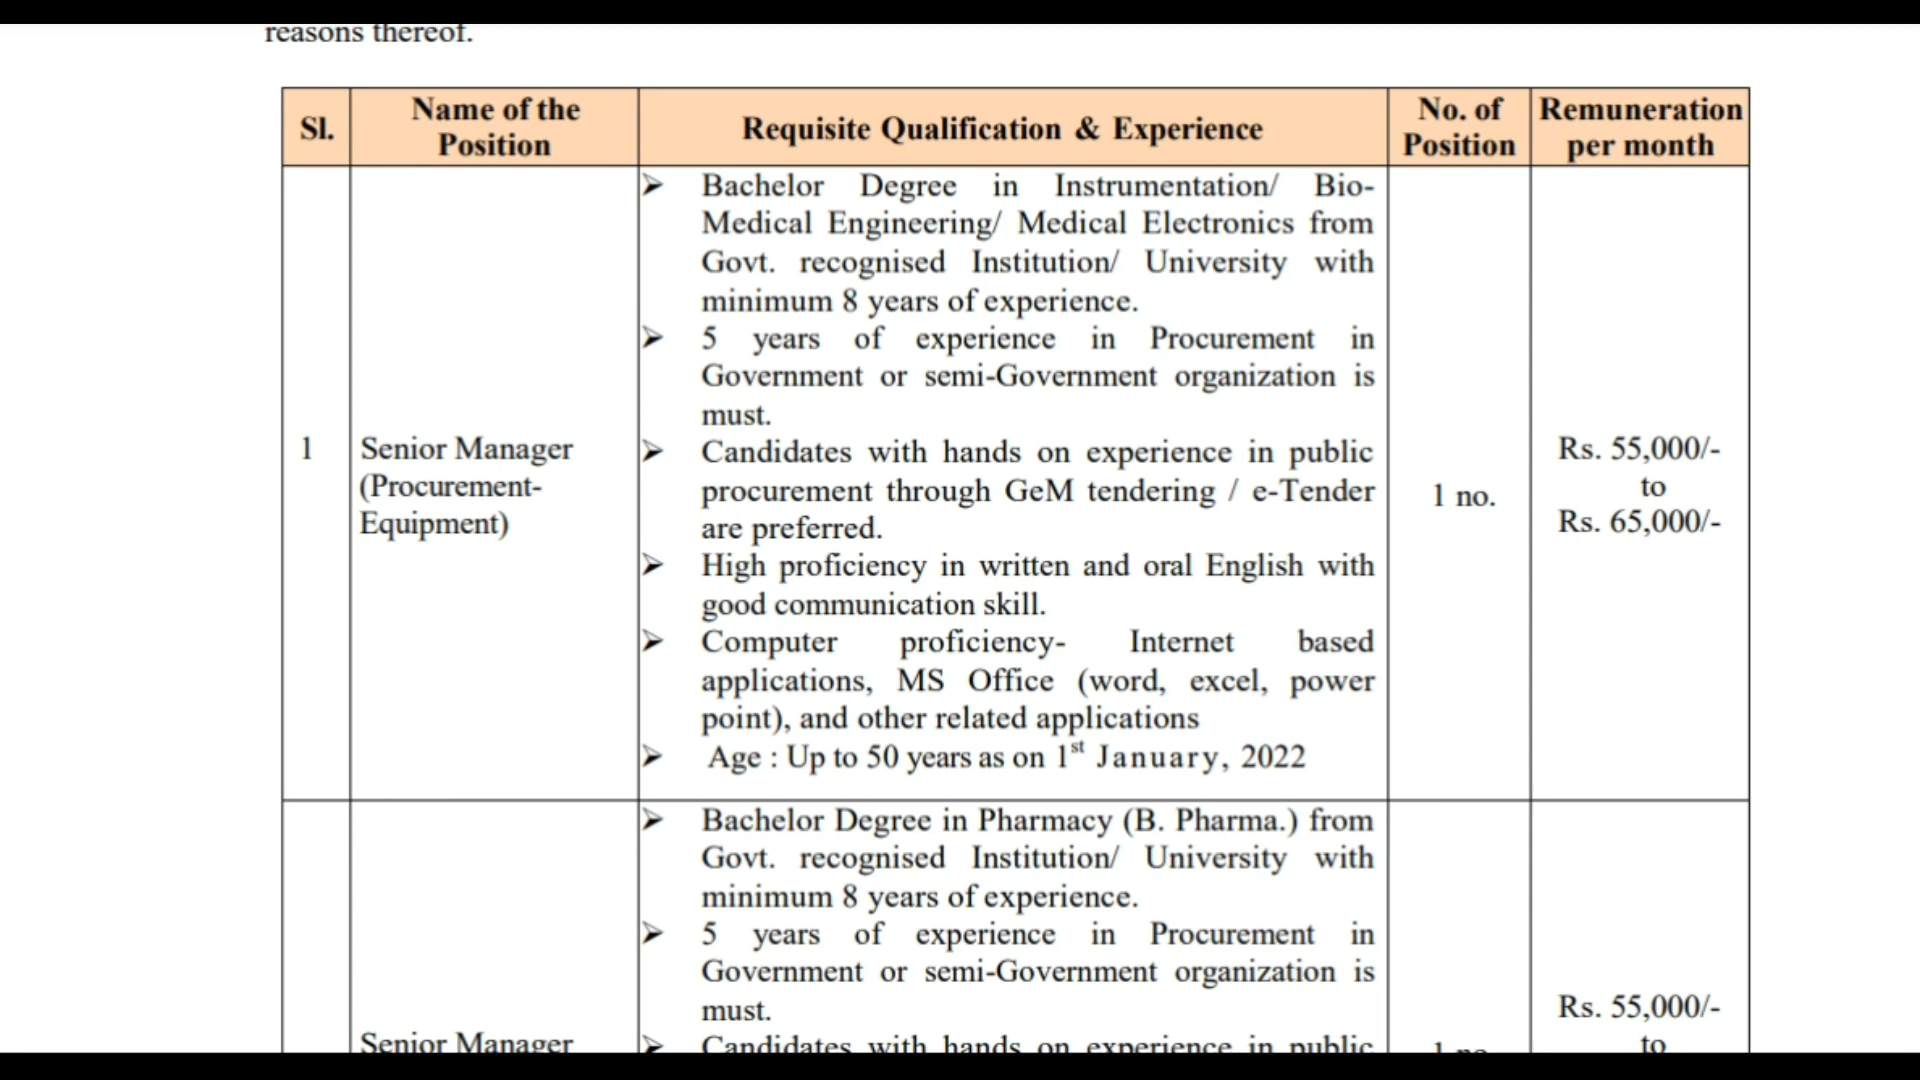 reasons thereof.
Sl.
Name of the
Position
Requisite Qualification & Experience
No. of
Position
Remuneration
per month
1
Senior Manager
(Procurement-
Equipment)
➢ Bachelor Degree in Instrumentation/ Bio-
Medical Engineering/ Medical Electronics from
Govt. recognised Institution/ University with
minimum 8 years of experience.
➢ 5 years of experience in Procurement in
Government or semi-Government organization is
must.
➢ Candidates with hands on experience in public
procurement through GeM tendering / e-Tender
are preferred.
➢ High proficiency in written and oral English with
good communication skill.
➢ Computer proficiency- Internet based
applications, MS Office (word, excel, power
point), and other related applications
➢ Age : Up to 50 years as on 1st January, 2022
1 no.
Rs. 55,000/-
to
Rs. 65,000/-
Senior Manager
➢ Bachelor Degree in Pharmacy (B. Pharma.) from
Govt. recognised Institution/ University with
minimum 8 years of experience.
➢ 5 years of experience in Procurement in
Government or semi-Government organization is
must.
➢ Candidates with hands on experience in public
1 no.
Rs. 55,000/-
to